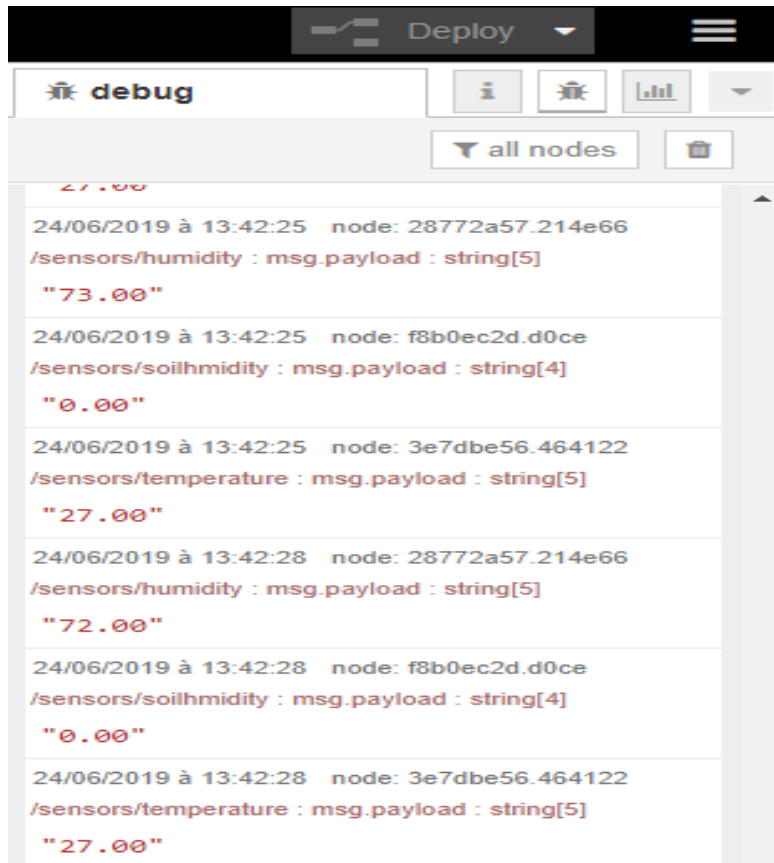 Deploy
debug
i
all nodes
"27.00"
24/06/2019 à 13:42:25 node: 28772a57.214e66
/sensors/humidity : msg.payload : string[5]
"73.00"
24/06/2019 à 13:42:25 node: f8b0ec2d.d0ce
/sensors/soilhmidity : msg.payload : string[4]
"0.00"
24/06/2019 à 13:42:25 node: 3e7dbe56.464122
/sensors/temperature : msg.payload : string[5]
"27.00"
24/06/2019 à 13:42:28 node: 28772a57.214e66
/sensors/humidity : msg.payload : string[5]
"72.00"
24/06/2019 à 13:42:28 node: f8b0ec2d.d0ce
/sensors/soilhmidity : msg.payload : string[4]
"0.00"
24/06/2019 à 13:42:28 node: 3e7dbe56.464122
/sensors/temperature : msg.payload : string[5]
"27.00"